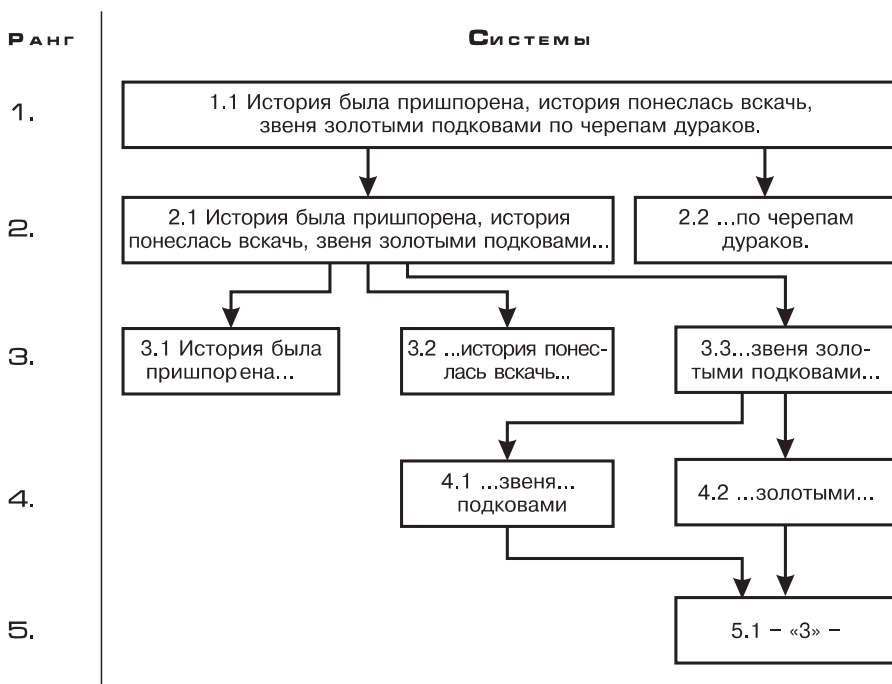 Ранг
Системы
1.
1.1 История была пришпорена, история понеслась вскачь,
звеня золотыми подковами по черепам дураков.
2.
2.1 История была пришпорена, история
понеслась вскачь, звеня золотыми подковами...
2.2 ...по черепам
дураков.
3.
3.1 История была
пришпорена...
3.2 ...история понес-
лась вскачь...
3.3...звеня золо-
тыми подковами...
4.
4.1 ...звеня...
подковами
4.2 ...золотыми...
5.
5.1 – «З» –